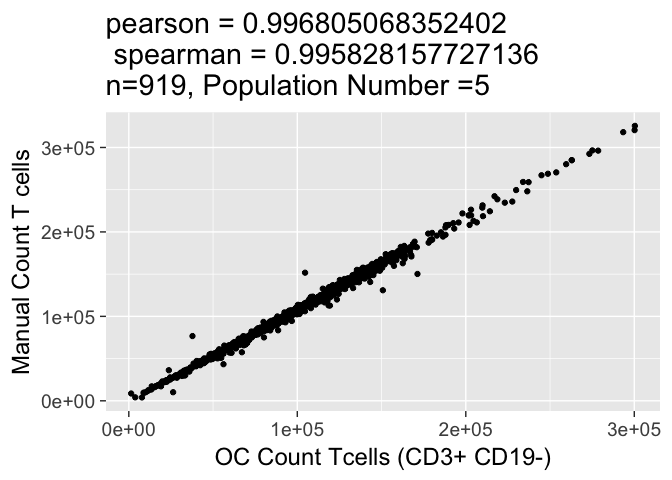 pearson = 0.996805068352402
spearman = 0.995828157727136
n=919, Population Number =5
Manual Count T cells
3e+05
2e+05
1e+05
0e+00
0e+00 1e+05 2e+05 3e+05
OC Count Tcells (CD3+ CD19-)